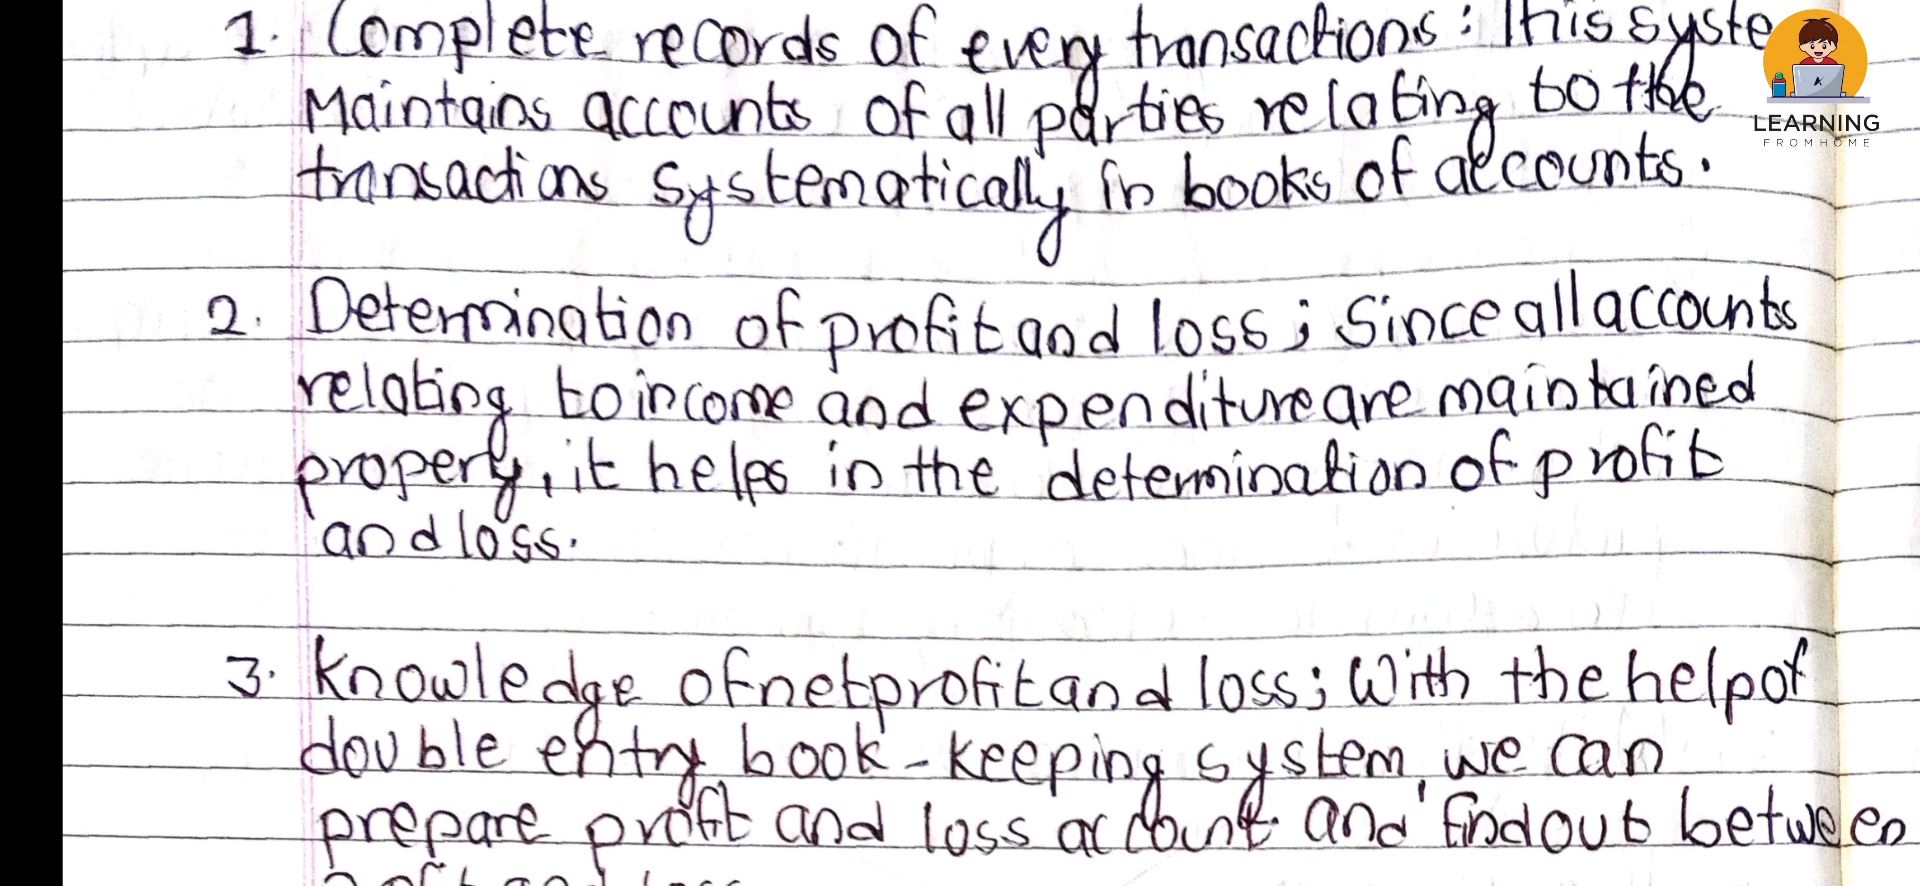 1. Complete records of every transactions: This syste
Maintains accounts of all parties relating to the
transactions systematically in books of accounts.
2. Determination of profit and loss; Since all accounts
relating to income and expenditure are maintained
propery, it helps in the determination of profit
and loss.
3. Knowledge of net profit and loss; With the help of
double entry book-keeping system, we can
prepare profit and loss account and find out between
LEARNING
FROMHOME